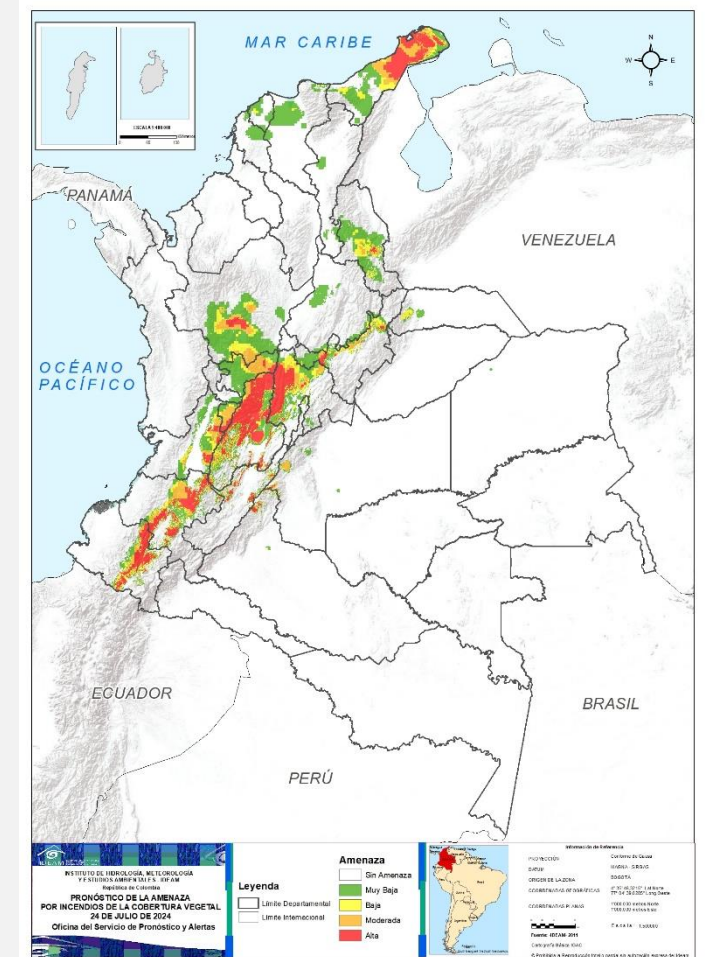 MAR CARIBE
N
W
E
S
PANAMÁ
VENEZUELA
OCÉANO
PACÍFICO
ECUADOR
BRASIL
PERÚ
IDEAM
INSTITUTO DE HIDROLOGÍA, METEOROLOGÍA
Y ESTUDIOS AMBIENTALES - IDEAM
República de Colombia
PRONÓSTICO DE LA AMENAZA
POR INCENDIOS DE LA COBERTURA VEGETAL
24 DE JULIO DE 2024
Oficina del Servicio de Pronóstico y Alertas
Leyenda
Límite Departamental
Límite Internacional
Amenaza
Sin Amenaza
Muy Baja
Baja
Moderada
Alta
Información de Referencia
PROYECCIÓN
DATUM
MAGNA - SIRGAS
ORIGEN DE LA ZONA
BOGOTÁ
COORDENADAS GEOGRÁFICAS
COORDENADAS PLANAS
Escala
Fuente: IDEAM